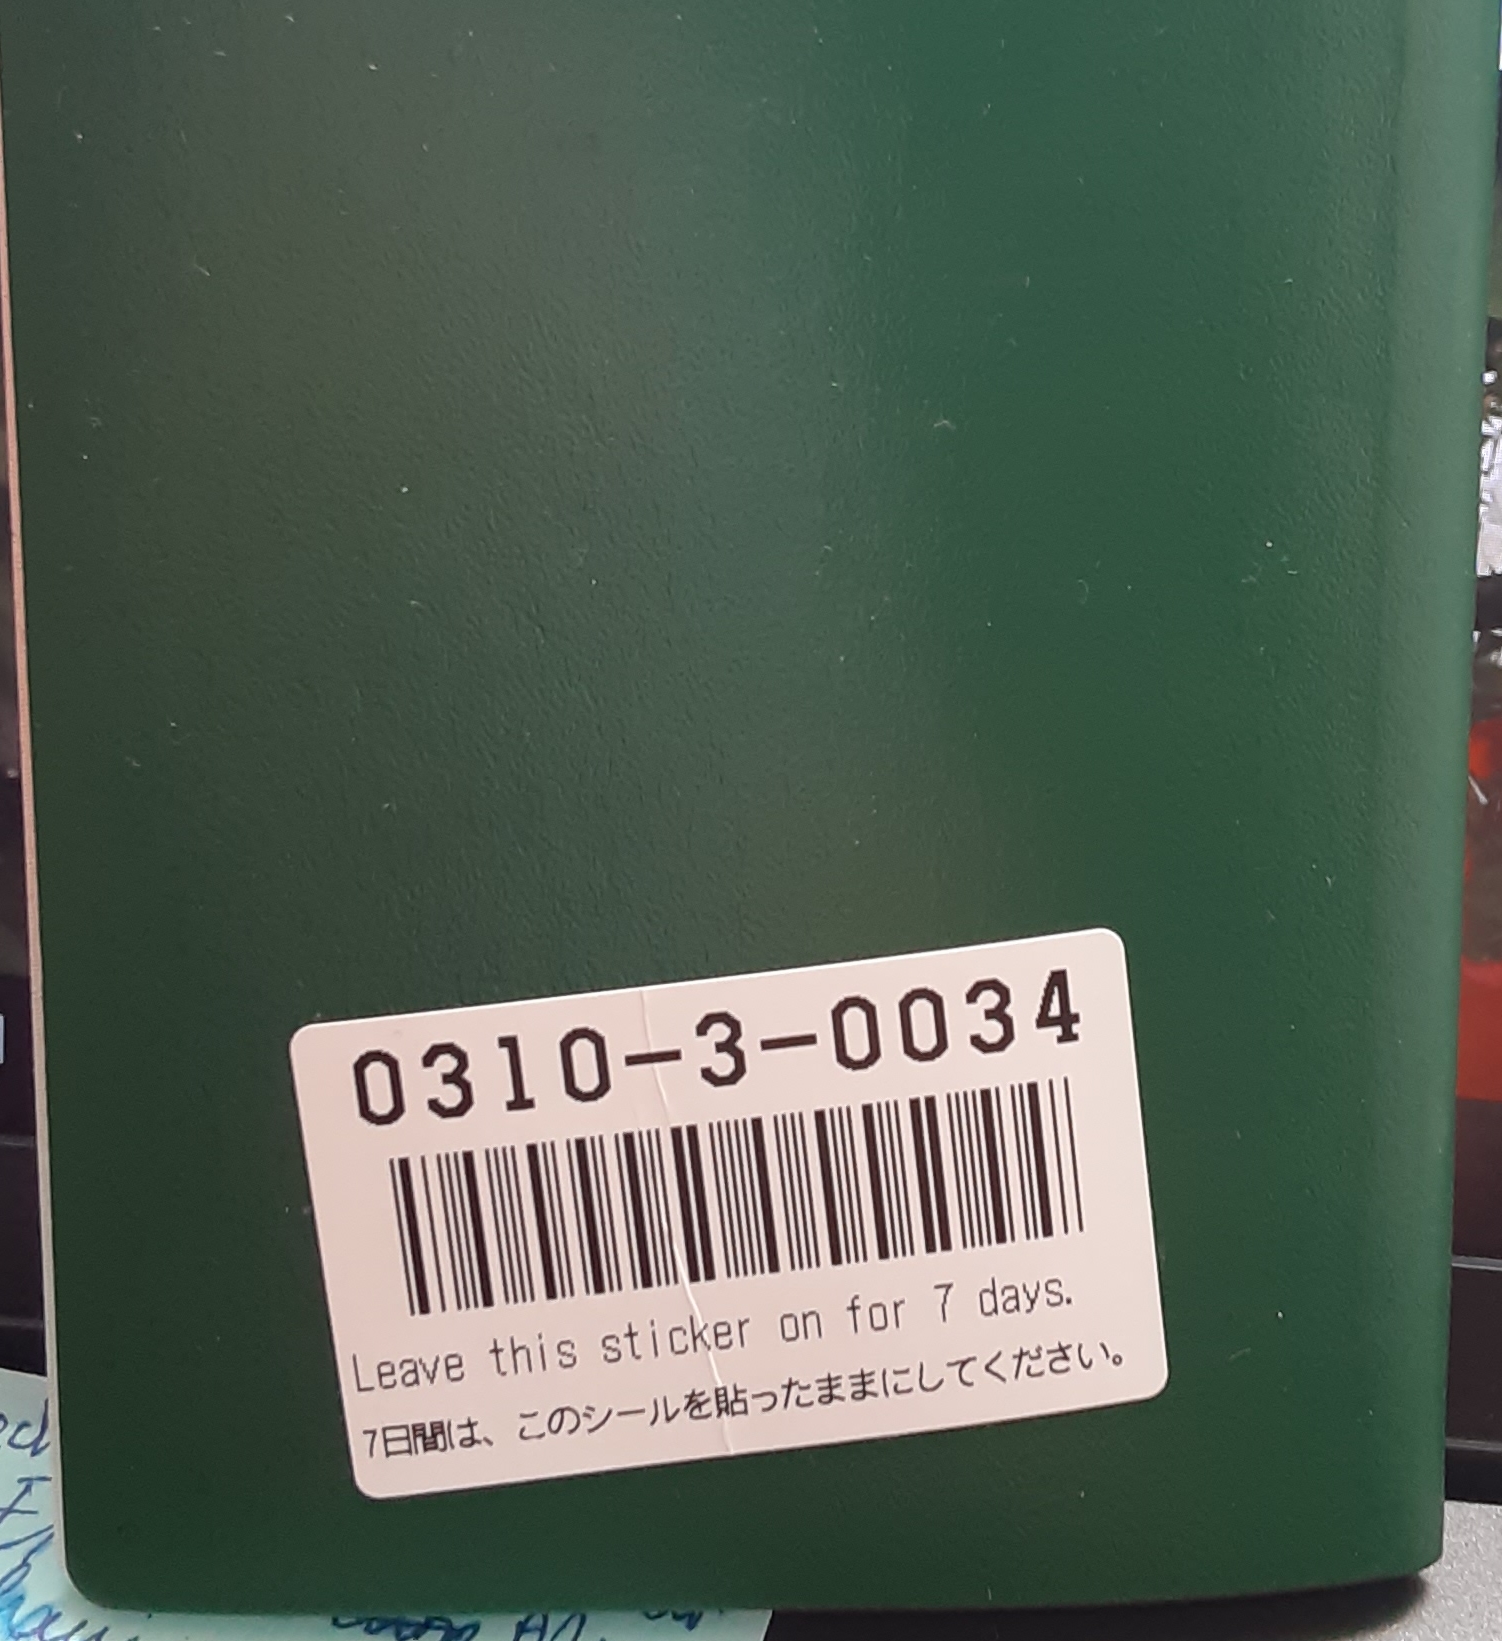 0310-3-0034
Leave this sticker on for 7 days.
7日間は、このシールを貼ったままにしてください。